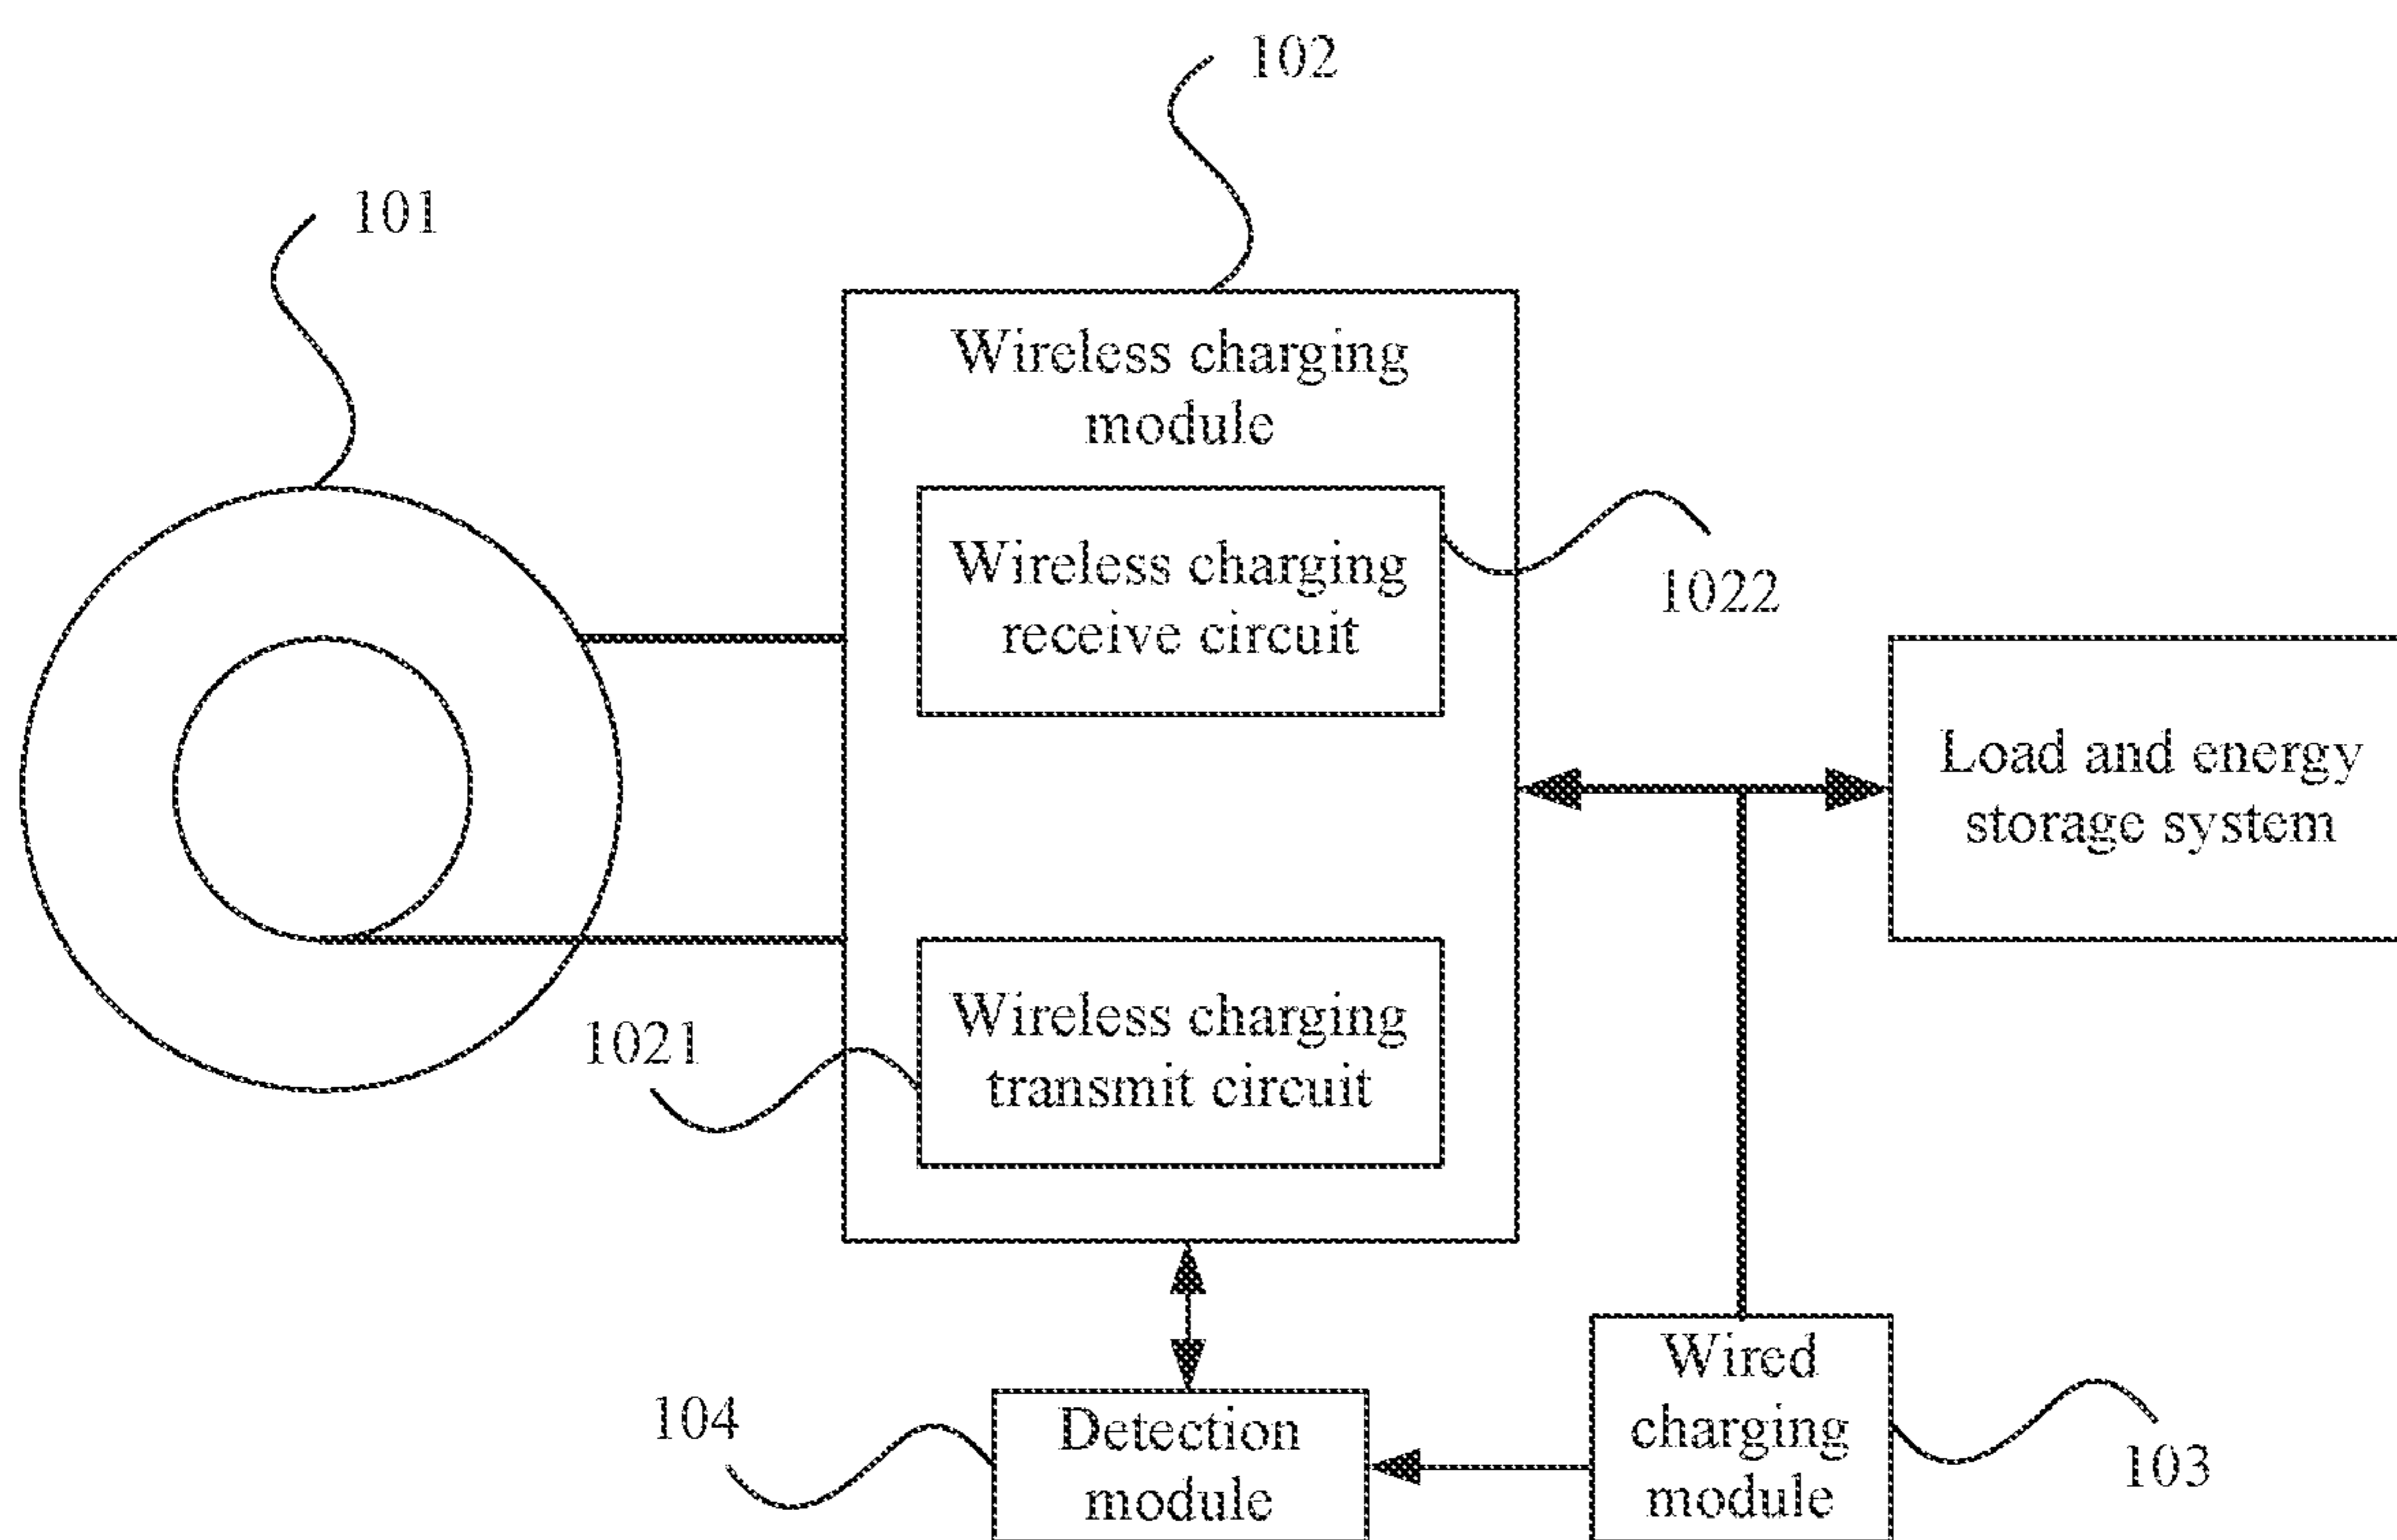 102
101
Wireless charging
module
Wireless charging
receive circuit
1022
Load and energy
storage system
Wireless charging
transmit circuit
1021
104
Detection
module
Wired
charging
module
103